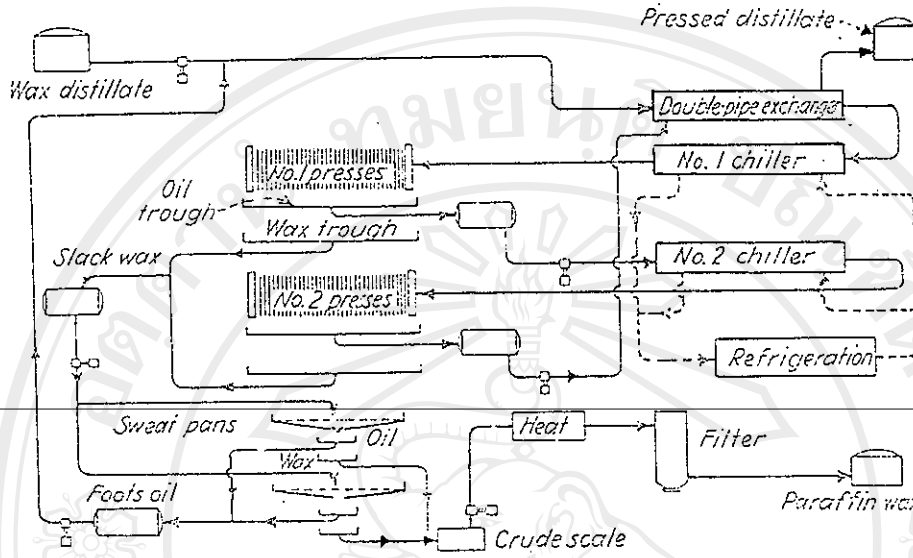 Pressed distillate
Wax distillate
Double-pipe exchanger
No.1 presses
No. 1 chiller
Oil
trough
Wax trough
Slack wax
No. 2 chiller
No. 2 presses
Refrigeration
Sweat pans
Oil
Heat
Filter
Wax
Foots oil
Paraffin wax
Crude scale